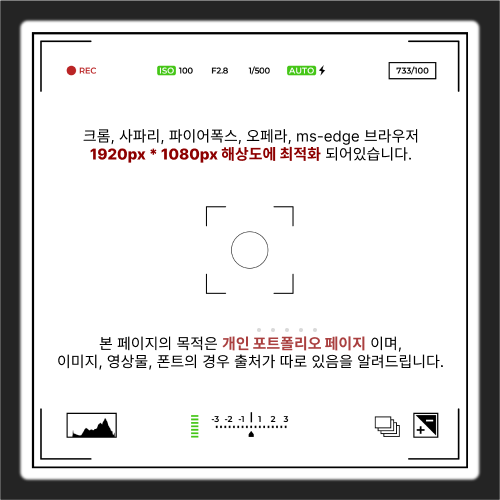 REC ISO 100 F2.8 1/500 AUTO 733/100
크롬, 사파리, 파이어폭스, 오페라, ms-edge 브라우저
1920px * 1080px 해상도에 최적화 되어있습니다.
본 페이지의 목적은 개인 포트폴리오 페이지 이며,
이미지, 영상물, 폰트의 경우 출처가 따로 있음을 알려드립니다.
-3 -2 -1 1 2 3